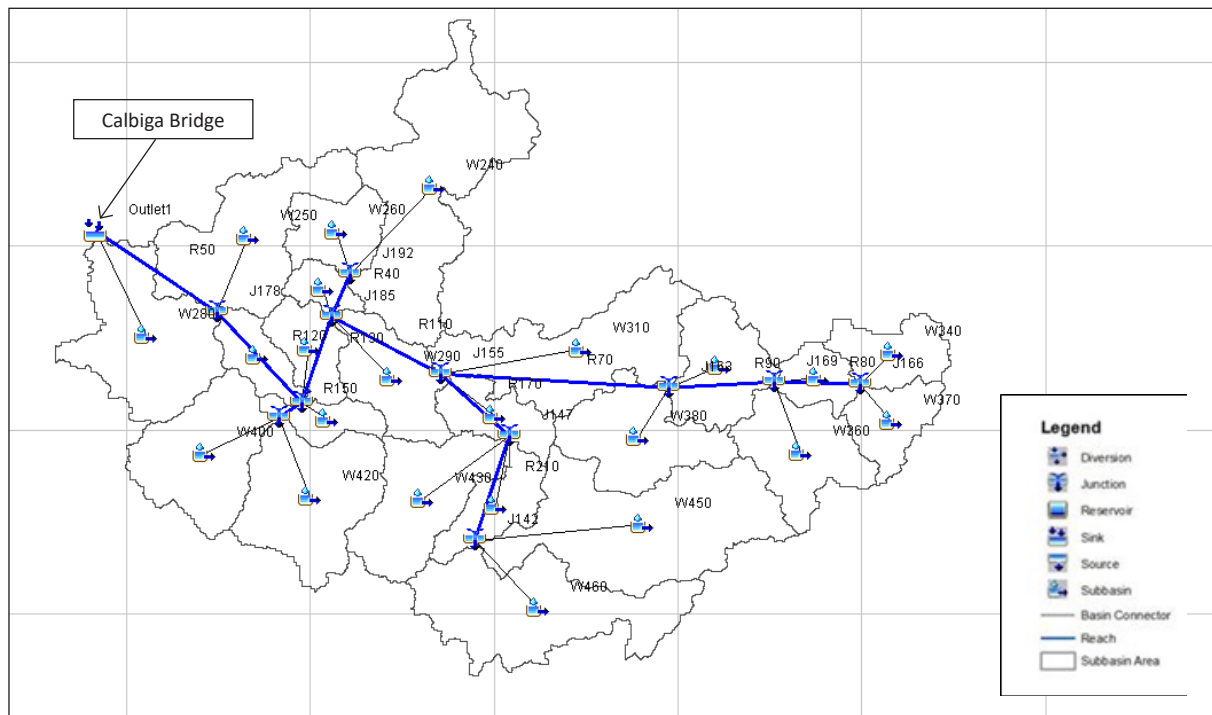 Calbiga Bridge
W240
Outlet1
W250
W260
R50
J192
R40
J178
J185
W280
R110
W310
R120
R130
W340
W290
J155
R70
J163
R90
J169
R80
J166
R150
R170
W370
J147
W380
W400
W360
R210
W420
W430
W450
J142
W460
Legend
Diversion
Junction
Reservoir
Sink
Source
Subbasin
Basin Connector
Reach
Subbasin Area